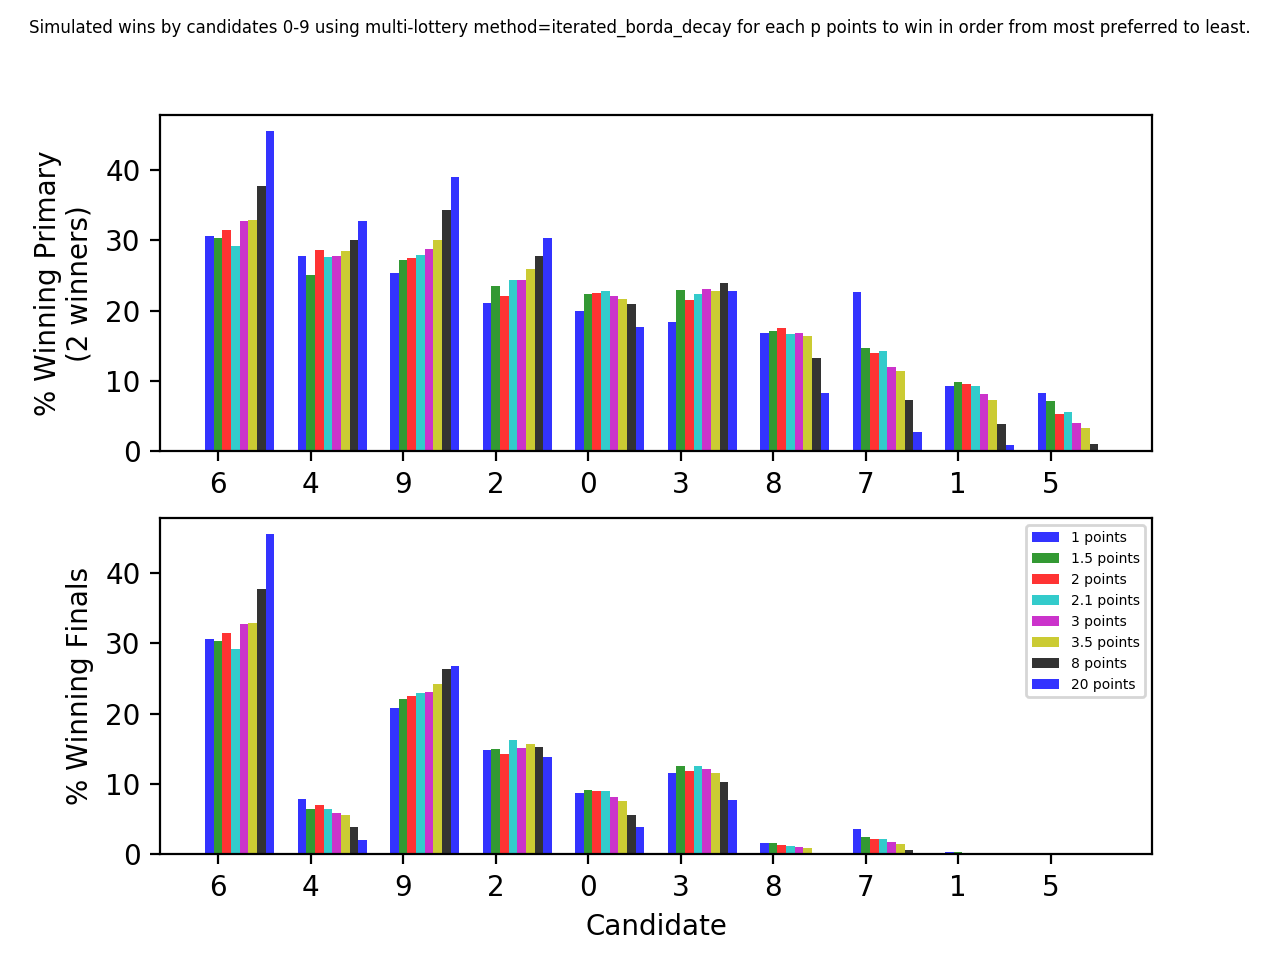 Simulated wins by candidates 0-9 using multi-lottery method=iterated_borda_decay for each p points to win in order from most preferred to least.
% Winning Primary
(2 winners)
40
30
20
10
0
6 4 9 2 0 3 8 7 1 5
% Winning Finals
40
30
20
10
0
1 points
1.5 points
2 points
2.1 points
3 points
3.5 points
8 points
20 points
6 4 9 2 0 3 8 7 1 5
Candidate